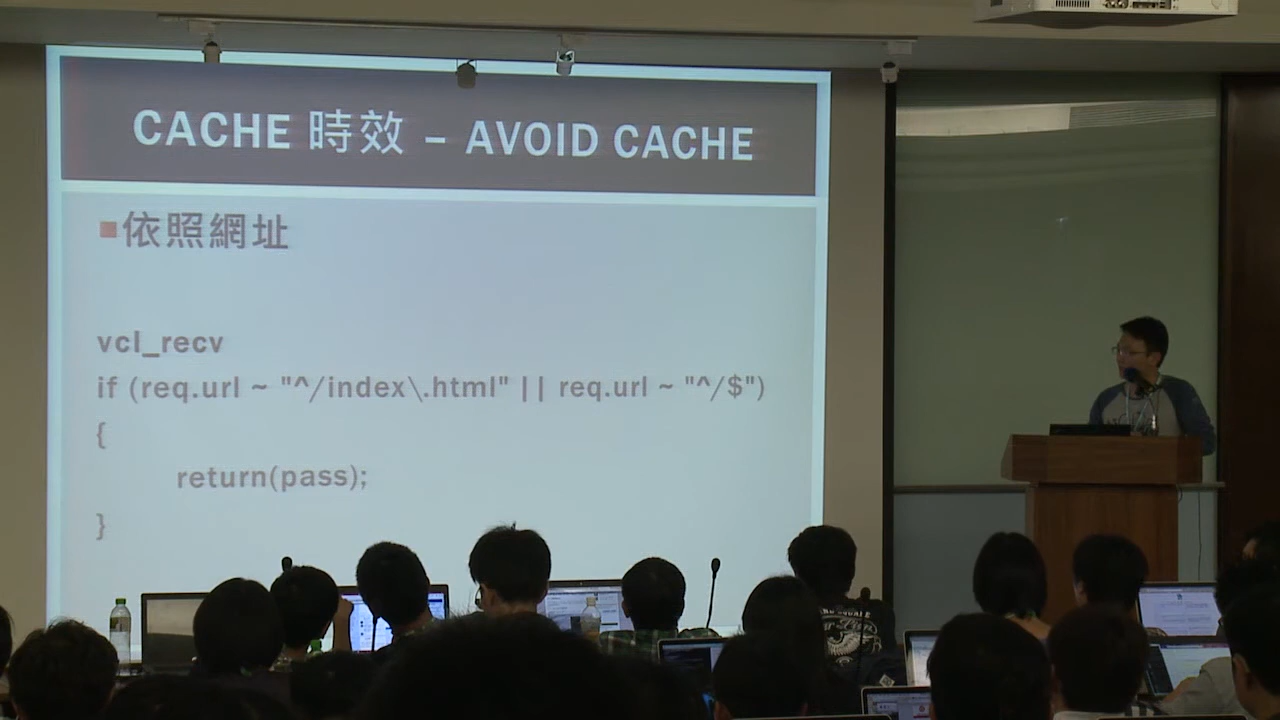 CACHE 時效 – AVOID CACHE
依照網址
vcl_recv
if (req.url ~ "^/index\.html" || req.url ~ "^/$")
{
return(pass);
}